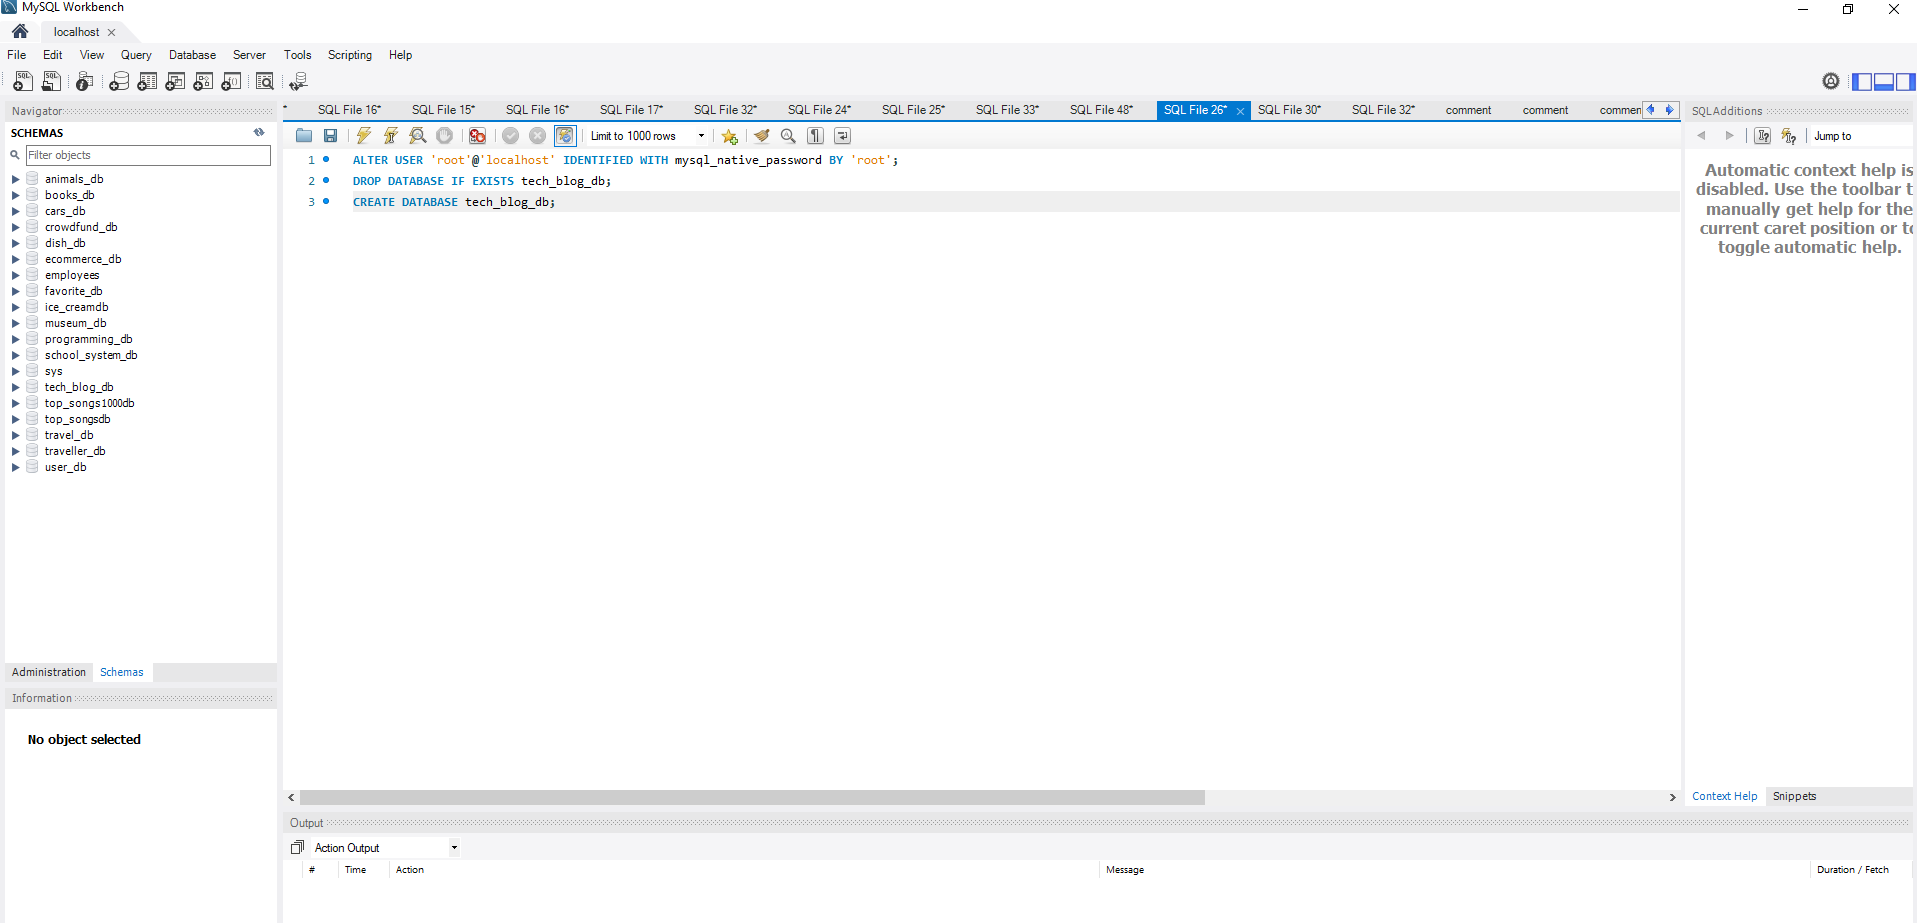 MySQL Workbench
localhost
File Edit View Query Database Server Tools Scripting Help
Navigator
SCHEMAS
Filter objects
animals_db
books_db
cars_db
crowdfund_db
dish_db
ecommerce_db
employees
favorite_db
ice_creamdb
museum_db
programming_db
school_system_db
sys
tech_blog_db
top_songs1000db
top_songsdb
travel_db
traveller_db
user_db
Administration Schemas
Information
No object selected
* SQL File 16* SQL File 15* SQL File 16* SQL File 17* SQL File 32* SQL File 24* SQL File 25* SQL File 33* SQL File 48* SQL File 26* SQL File 30* SQL File 32* comment comment commen
Limit to 1000 rows
1 ALTER USER 'root'@'localhost' IDENTIFIED WITH mysql_native_password BY 'root';
2 DROP DATABASE IF EXISTS tech_blog_db;
3 CREATE DATABASE tech_blog_db;
SQLAdditions
Jump to
Automatic context help is
disabled. Use the toolbar t
manually get help for the
current caret position or to
toggle automatic help.
Context Help Snippets
Output
Action Output
# Time Action Message Duration / Fetch